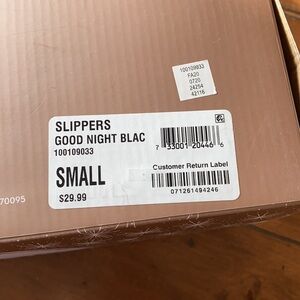 100109033
FA20
0720
24254
42116
SLIPPERS
GOOD NIGHT BLAC
100109033
7 33001 20446 6
SMALL
$29.99
Customer Return Label
071261494246
70095